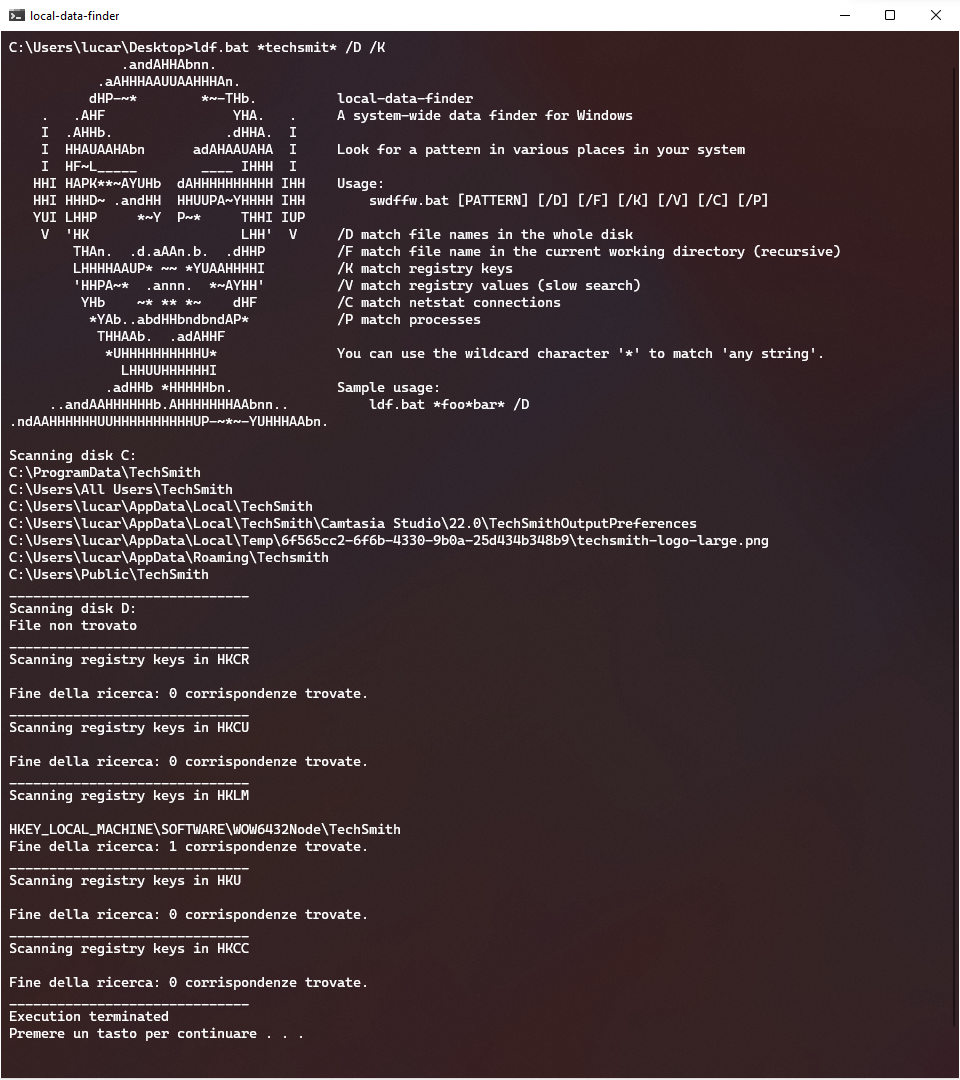 local-data-finder
C:\Users\lucar\Desktop>ldf.bat *techsmit* /D /K
              .andAHHAbnn.
           .aAHHHAAUUAAHHHAn.
          dHP-~*        *~-THb.          local-data-finder
    .   .AHF                YHA.   .     A system-wide data finder for Windows
    I  .AHHb.              .dHHA.  I
    I  HHAUAAHAbn      adAHAAUAHA  I     Look for a pattern in various places in your system
    I  HF~L_____        ____ IHHH  I
   HHI HAPK**~AYUHb  dAHHHHHHHHHH IHH    Usage:
   HHI HHHD~ .andHH  HHUUPA~YHHHH IHH        swdffw.bat [PATTERN] [/D] [/F] [/K] [/V] [/C] [/P]
   YUI LHHP     *~Y  P~*     THHI IUP
    V  'HK                   LHH'  V     /D match file names in the whole disk
        THAn.  .d.aAAn.b.  .dHHP         /F match file name in the current working directory (recursive)
        LHHHHAAUP* ~~ *YUAAHHHHI         /K match registry keys
        'HHPA~*  .annn.  *~AYHH'         /V match registry values (slow search)
         YHb    ~* ** *~    dHF          /C match netstat connections
          *YAb..abdHHbndbndAP*           /P match processes
           THHAAb.  .adAHHF
            *UHHHHHHHHHHU*               You can use the wildcard character '*' to match 'any string'.
              LHHUUHHHHHHI
            .adHHb *HHHHHbn.             Sample usage:
     ..andAAHHHHHHb.AHHHHHHHAAbnn..          ldf.bat *foo*bar* /D
.ndAAHHHHHHUUHHHHHHHHHHUP-~*~-YUHHHAAbn.
Scanning disk C:
C:\ProgramData\TechSmith
C:\Users\All Users\TechSmith
C:\Users\lucar\AppData\Local\TechSmith
C:\Users\lucar\AppData\Local\TechSmith\Camtasia Studio\22.0\TechSmithOutputPreferences
C:\Users\lucar\AppData\Local\Temp\6f565cc2-6f6b-4330-9b0a-25d434b348b9\techsmith-logo-large.png
C:\Users\lucar\AppData\Roaming\Techsmith
C:\Users\Public\TechSmith
______________________________
Scanning disk D:
File non trovato
______________________________
Scanning registry keys in HKCR
Fine della ricerca: 0 corrispondenze trovate.
______________________________
Scanning registry keys in HKCU
Fine della ricerca: 0 corrispondenze trovate.
______________________________
Scanning registry keys in HKLM
HKEY_LOCAL_MACHINE\SOFTWARE\WOW6432Node\TechSmith
Fine della ricerca: 1 corrispondenze trovate.
______________________________
Scanning registry keys in HKU
Fine della ricerca: 0 corrispondenze trovate.
______________________________
Scanning registry keys in HKCC
Fine della ricerca: 0 corrispondenze trovate.
______________________________
Execution terminated
Premere un tasto per continuare . . .